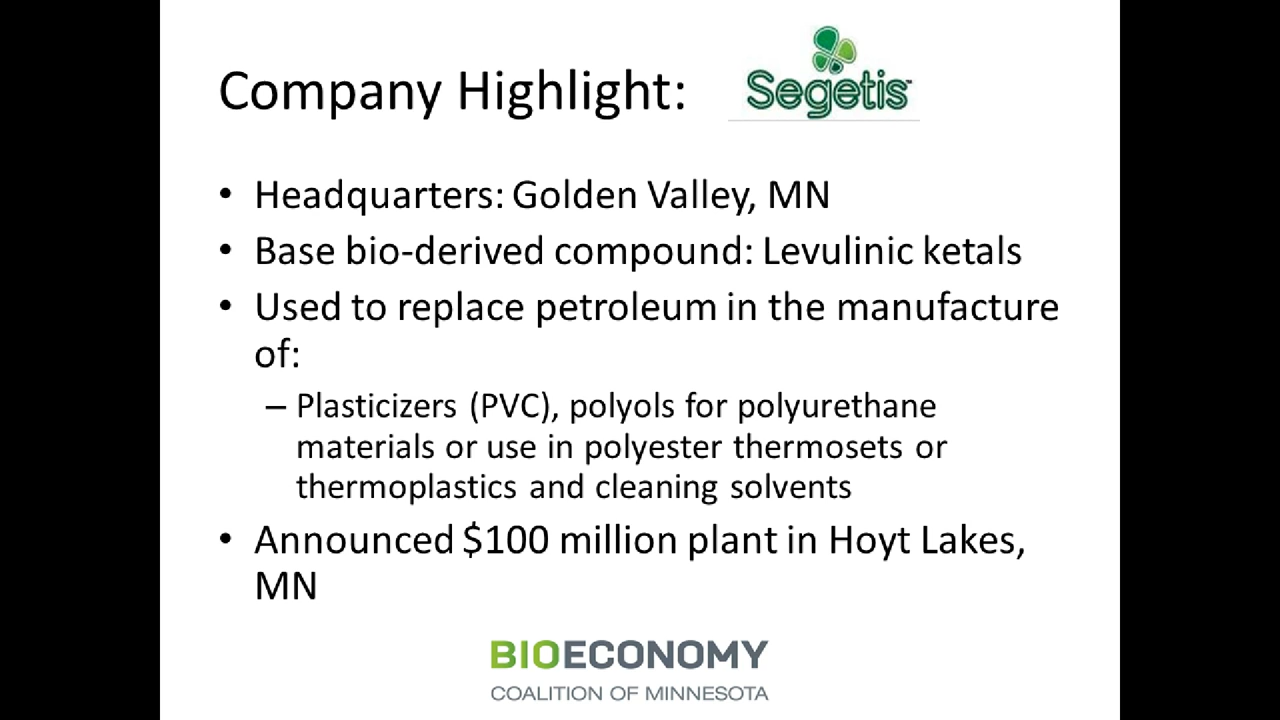 Company Highlight:
Segetis
• Headquarters: Golden Valley, MN
• Base bio-derived compound: Levulinic ketals
• Used to replace petroleum in the manufacture
of:
– Plasticizers (PVC), polyols for polyurethane
materials or use in polyester thermosets or
thermoplastics and cleaning solvents
• Announced $100 million plant in Hoyt Lakes,
MN
BIOECONOMY
COALITION OF MINNESOTA